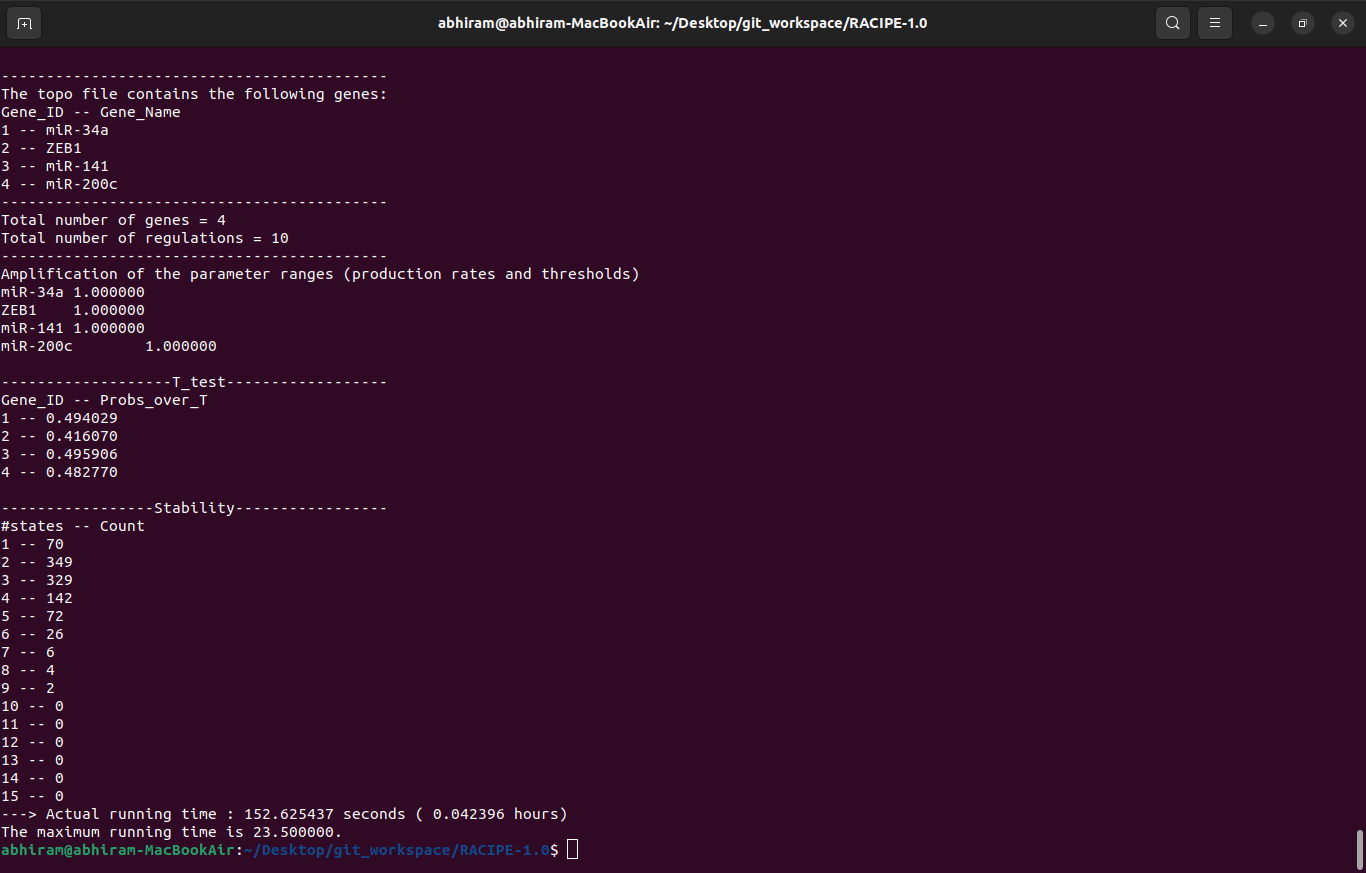 abhiram@abhiram-MacBookAir: ~/Desktop/git_workspace/RACIPE-1.0
-------------------------------------------
The topo file contains the following genes:
Gene_ID -- Gene_Name
1 -- miR-34a
2 -- ZEB1
3 -- miR-141
4 -- miR-200c
-------------------------------------------
Total number of genes = 4
Total number of regulations = 10
-------------------------------------------
Amplification of the parameter ranges (production rates and thresholds)
miR-34a 1.000000
ZEB1    1.000000
miR-141 1.000000
miR-200c        1.000000
-------------------T_test------------------
Gene_ID -- Probs_over_T
1 -- 0.494029
2 -- 0.416070
3 -- 0.495906
4 -- 0.482770
-----------------Stability-----------------
#states -- Count
1 -- 70
2 -- 349
3 -- 329
4 -- 142
5 -- 72
6 -- 26
7 -- 6
8 -- 4
9 -- 2
10 -- 0
11 -- 0
12 -- 0
13 -- 0
14 -- 0
15 -- 0
---> Actual running time : 152.625437 seconds ( 0.042396 hours)
The maximum running time is 23.500000.
abhiram@abhiram-MacBookAir:~/Desktop/git_workspace/RACIPE-1.0$